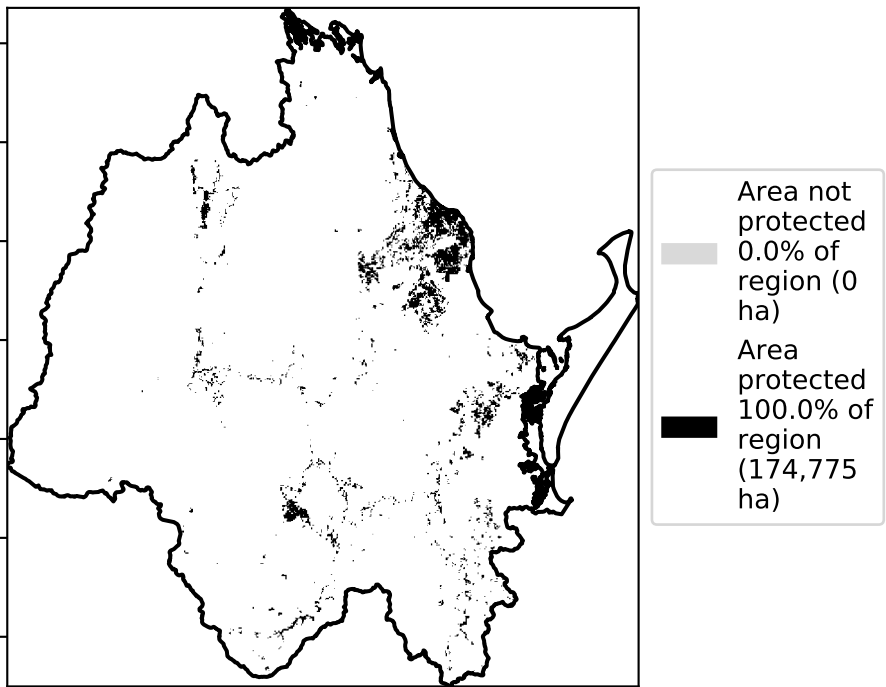 Area not
protected
0.0% of
region (0
ha)
Area
protected
100.0% of
region
(174,775
ha)